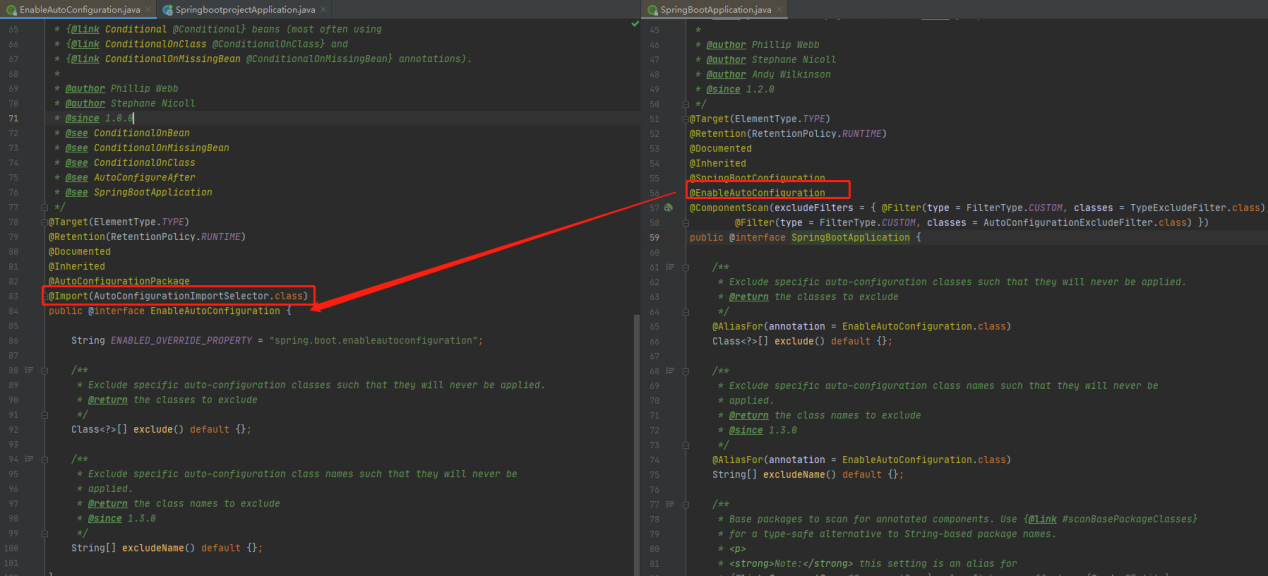 EnableAutoConfiguration.java
SpringbootprojectApplication.java
65 * {@link Conditional @Conditional} beans (most often using
66 * {@link ConditionalOnClass @ConditionalOnClass} and
67 * {@link ConditionalOnMissingBean @ConditionalOnMissingBean} annotations).
68 *
69 * @author Phillip Webb
70 * @author Stephane Nicoll
71 * @since 1.0.0
72 * @see ConditionalOnBean
73 * @see ConditionalOnMissingBean
74 * @see ConditionalOnClass
75 * @see AutoConfigureAfter
76 * @see SpringBootApplication
77 */
78 @Target(ElementType.TYPE)
79 @Retention(RetentionPolicy.RUNTIME)
80 @Documented
81 @Inherited
82 @AutoConfigurationPackage
83 @Import(AutoConfigurationImportSelector.class)
84 public @interface EnableAutoConfiguration {
85
86 String ENABLED_OVERRIDE_PROPERTY = "spring.boot.enableautoconfiguration";
87
88 /**
89 * Exclude specific auto-configuration classes such that they will never be applied.
90 * @return the classes to exclude
91 */
92 Class<?>[] exclude() default {};
93
94 /**
95 * Exclude specific auto-configuration class names such that they will never be
96 * applied.
97 * @return the class names to exclude
98 * @since 1.3.0
99 */
100 String[] excludeName() default {};
101
SpringBootApplication.java
45 *
46 * @author Phillip Webb
47 * @author Stephane Nicoll
48 * @author Andy Wilkinson
49 * @since 1.2.0
50 */
51 @Target(ElementType.TYPE)
52 @Retention(RetentionPolicy.RUNTIME)
53 @Documented
54 @Inherited
55 @SpringBootConfiguration
56 @EnableAutoConfiguration
57 @ComponentScan(excludeFilters = { @Filter(type = FilterType.CUSTOM, classes = TypeExcludeFilter.class)
58 @Filter(type = FilterType.CUSTOM, classes = AutoConfigurationExcludeFilter.class) })
59 public @interface SpringBootApplication {
60
61 /**
62 * Exclude specific auto-configuration classes such that they will never be applied.
63 * @return the classes to exclude
64 */
65 @AliasFor(annotation = EnableAutoConfiguration.class)
66 Class<?>[] exclude() default {};
67
68 /**
69 * Exclude specific auto-configuration class names such that they will never be
70 * applied.
71 * @return the class names to exclude
72 * @since 1.3.0
73 */
74 @AliasFor(annotation = EnableAutoConfiguration.class)
75 String[] excludeName() default {};
76
77 /**
78 * Base packages to scan for annotated components. Use {@link #scanBasePackageClasses}
79 * for a type-safe alternative to String-based package names.
80 * <p>
81 * <strong>Note:</strong> this setting is an alias for